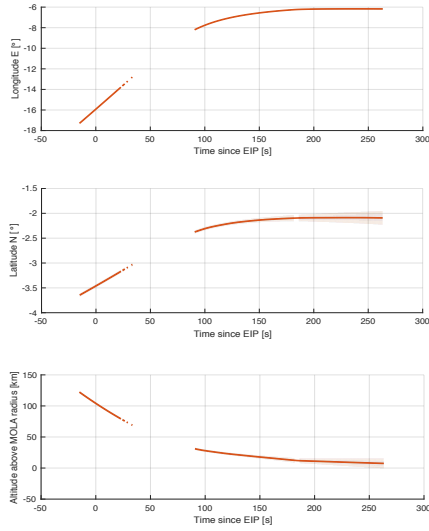 -6
-8
-10
-12
-14
-16
-18
Longitude E [°]
-50 0 50 100 150 200 250 300
Time since EIP [s]
-1.5
-2
-2.5
-3
-3.5
-4
Latitude N [°]
-50 0 50 100 150 200 250 300
Time since EIP [s]
150
100
50
0
-50
Altitude above MOLA radius [km]
-50 0 50 100 150 200 250 300
Time since EIP [s]